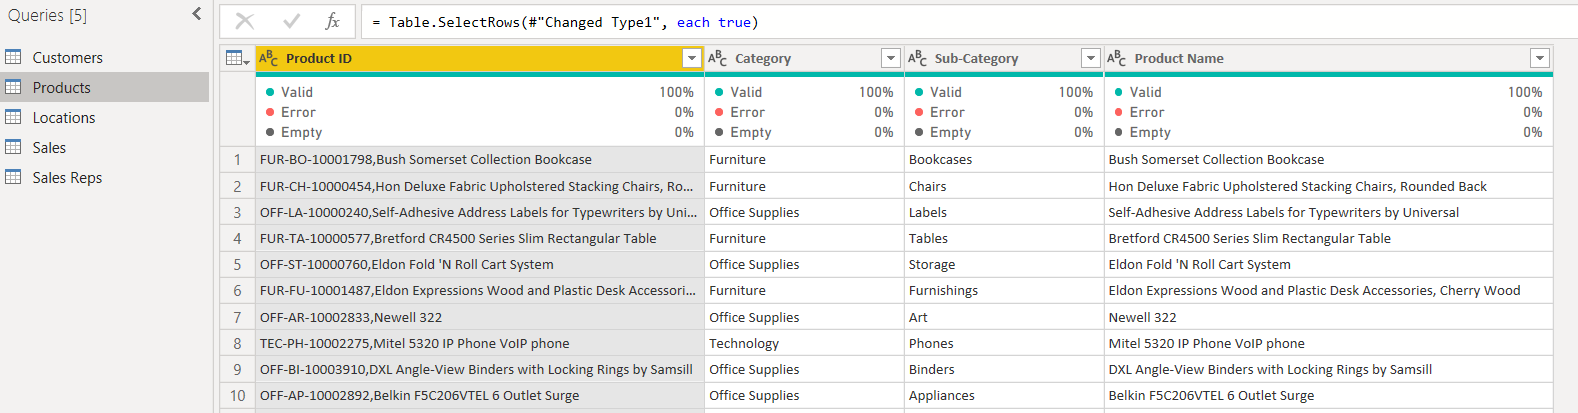 Queries [5]
= Table.SelectRows(#"Changed Type1", each true)
Customers
Products
Locations
Sales
Sales Reps
Product ID Category Sub-Category Product Name
Valid 100% Valid 100% Valid 100% Valid 100%
Error 0% Error 0% Error 0% Error 0%
Empty 0% Empty 0% Empty 0% Empty 0%
1 FUR-BO-10001798,Bush Somerset Collection Bookcase Furniture Bookcases Bush Somerset Collection Bookcase
2 FUR-CH-10000454,Hon Deluxe Fabric Upholstered Stacking Chairs, Ro... Furniture Chairs Hon Deluxe Fabric Upholstered Stacking Chairs, Rounded Back
3 OFF-LA-10000240,Self-Adhesive Address Labels for Typewriters by Uni... Office Supplies Labels Self-Adhesive Address Labels for Typewriters by Universal
4 FUR-TA-10000577,Bretford CR4500 Series Slim Rectangular Table Furniture Tables Bretford CR4500 Series Slim Rectangular Table
5 OFF-ST-10000760,Eldon Fold 'N Roll Cart System Office Supplies Storage Eldon Fold 'N Roll Cart System
6 FUR-FU-10001487,Eldon Expressions Wood and Plastic Desk Accessori... Furniture Furnishings Eldon Expressions Wood and Plastic Desk Accessories, Cherry Wood
7 OFF-AR-10002833,Newell 322 Office Supplies Art Newell 322
8 TEC-PH-10002275,Mitel 5320 IP Phone VoIP phone Technology Phones Mitel 5320 IP Phone VoIP phone
9 OFF-BI-10003910,DXL Angle-View Binders with Locking Rings by Samsill Office Supplies Binders DXL Angle-View Binders with Locking Rings by Samsill
10 OFF-AP-10002892,Belkin F5C206VTEL 6 Outlet Surge Office Supplies Appliances Belkin F5C206VTEL 6 Outlet Surge